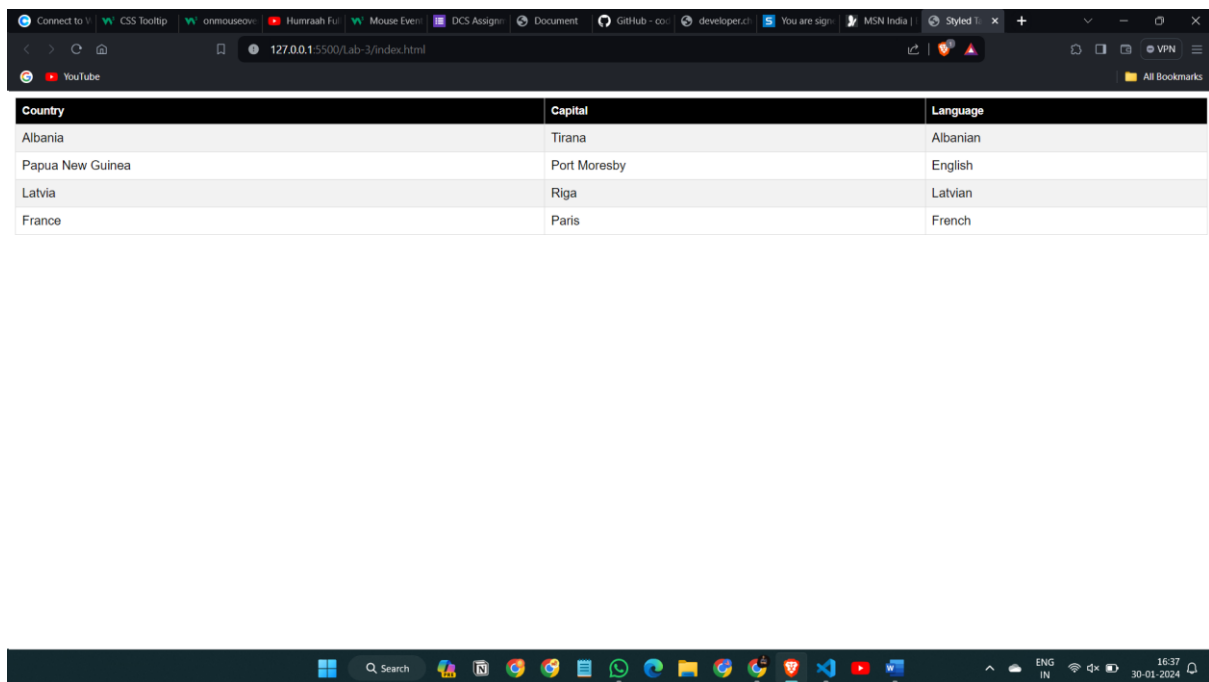 Connect to V CSS Tooltip onmouseove Humraah Ful Mouse Event DCS Assignm Document GitHub - cod developer.ch You are signe MSN India | Styled Ta
127.0.0.1:5500/Lab-3/index.html VPN
YouTube All Bookmarks
Country Capital Language
Albania Tirana Albanian
Papua New Guinea Port Moresby English
Latvia Riga Latvian
France Paris French
Search ENG 16:37
IN 30-01-2024